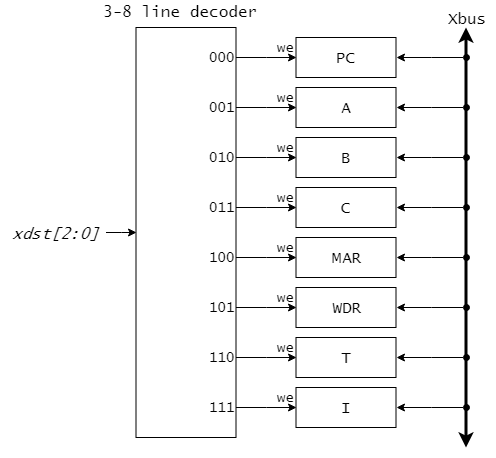 3-8 line decoder
Xbus
000 we PC
001 we A
010 we B
011 we C
xdst[2:0]
100 we MAR
101 we WDR
110 we T
111 we I